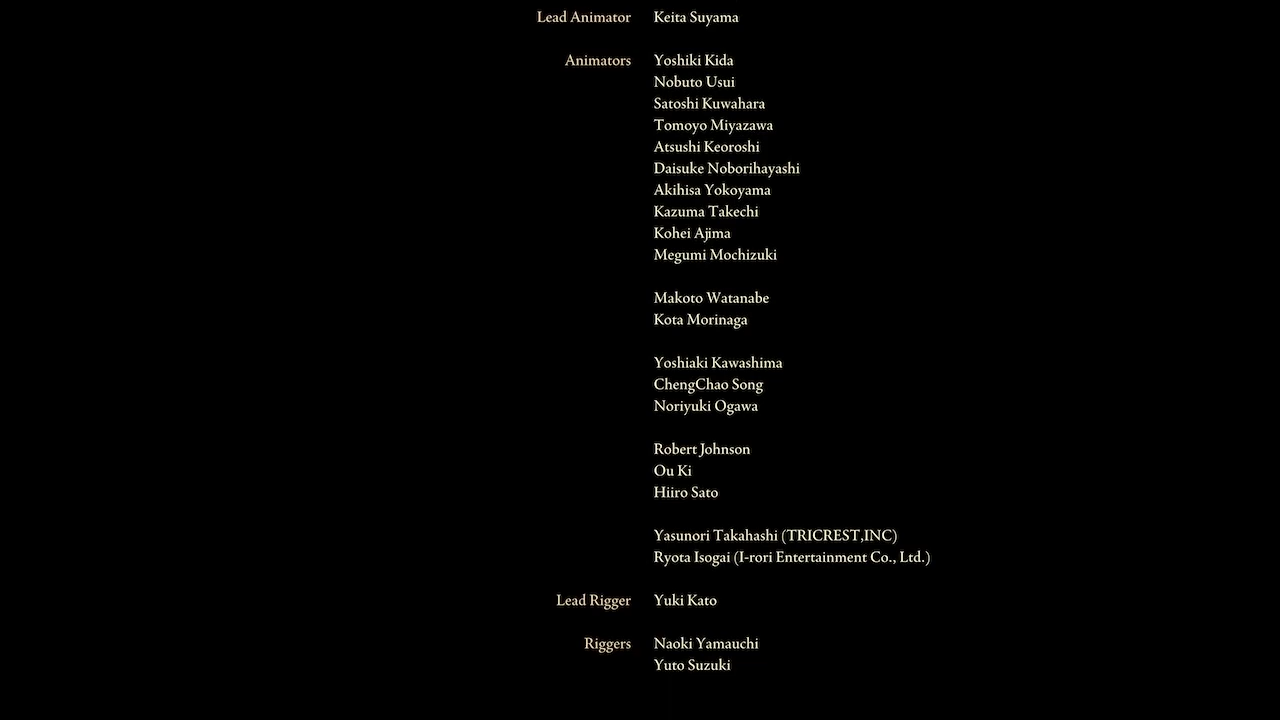 Lead Animator Keita Suyama
Animators Yoshiki Kida
Nobuto Usui
Satoshi Kuwahara
Tomoyo Miyazawa
Atsushi Keoroshi
Daisuke Noborihayashi
Akihisa Yokoyama
Kazuma Takechi
Kohei Ajima
Megumi Mochizuki
Makoto Watanabe
Kota Morinaga
Yoshiaki Kawashima
ChengChao Song
Noriyuki Ogawa
Robert Johnson
Ou Ki
Hiiro Sato
Yasunori Takahashi (TRICREST,INC)
Ryota Isogai (I-rori Entertainment Co., Ltd.)
Lead Rigger Yuki Kato
Riggers Naoki Yamauchi
Yuto Suzuki